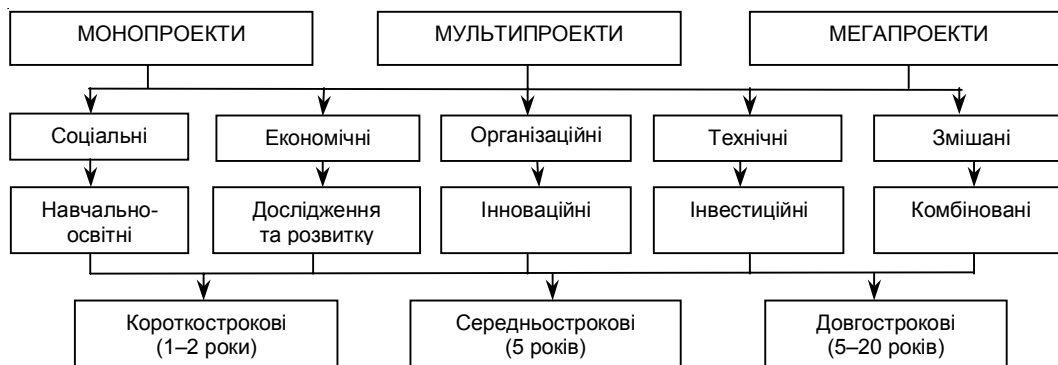 МОНОПРОЕКТИ
МУЛЬТИПРОЕКТИ
МЕГАПРОЕКТИ
Соціальні
Економічні
Організаційні
Технічні
Змішані
Навчально-
освітні
Дослідження
та розвитку
Інноваційні
Інвестиційні
Комбіновані
Короткострокові
(1–2 роки)
Середньострокові
(5 років)
Довгострокові
(5–20 років)